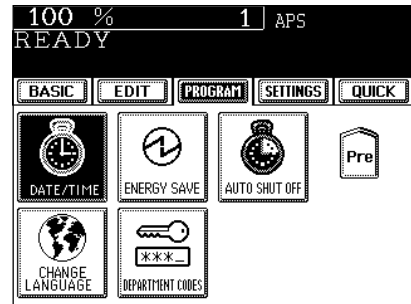 100 % 1 APS
READY
BASIC EDIT PROGRAM SETTINGS QUICK
DATE/TIME ENERGY SAVE AUTO SHUT OFF Pre
CHANGE LANGUAGE
***_
DEPARTMENT CODES